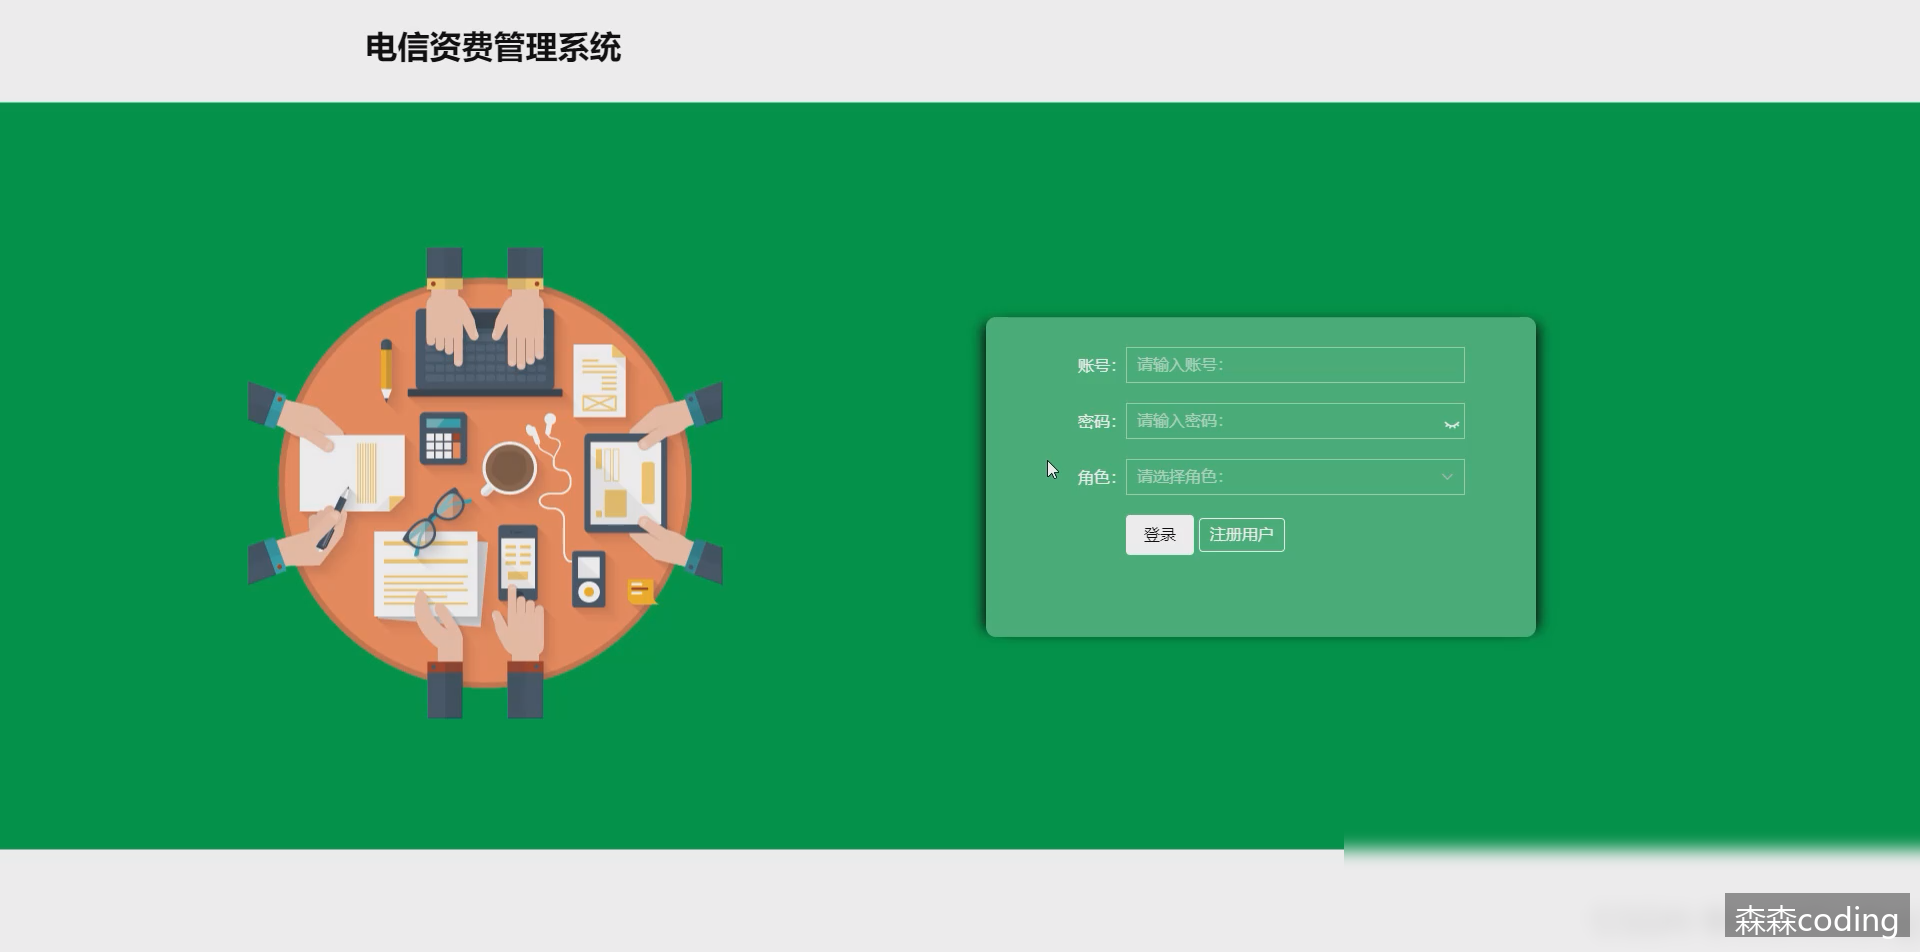 电信资费管理系统
账号：
请输入账号：
密码：
请输入密码：
角色：
请选择角色：
登录 注册用户
森森coding